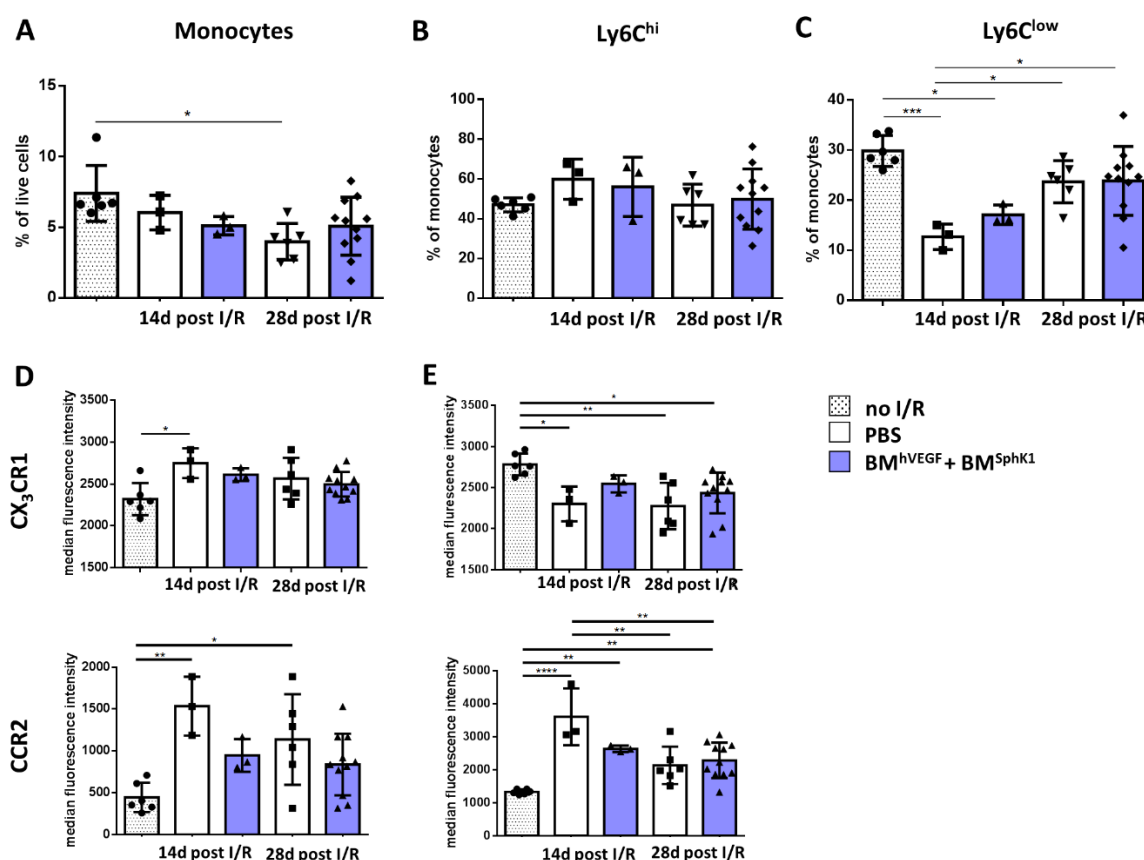 A Monocytes
% of live cells
15
10
5
0
*
14d post I/R 28d post I/R
B Ly6Chi
% of monocytes
100
80
60
40
20
0
14d post I/R 28d post I/R
C Ly6Clow
% of monocytes
40
30
20
10
0
***
*
*
*
14d post I/R 28d post I/R
D
CX3CR1
median flurescence intensity
3500
3000
2500
2000
1500
*
14d post I/R 28d post I/R
E
median flurescence intensity
3500
3000
2500
2000
1500
*
**
*
14d post I/R 28d post I/R
no I/R
PBS
BMhVEGF + BMSphK1
CCR2
median fluorescence intensity
2000
1500
1000
500
0
*
**
14d post I/R 28d post I/R
median fluorescence intensity
5000
4000
3000
2000
1000
0
**
**
**
**
****
14d post I/R 28d post I/R